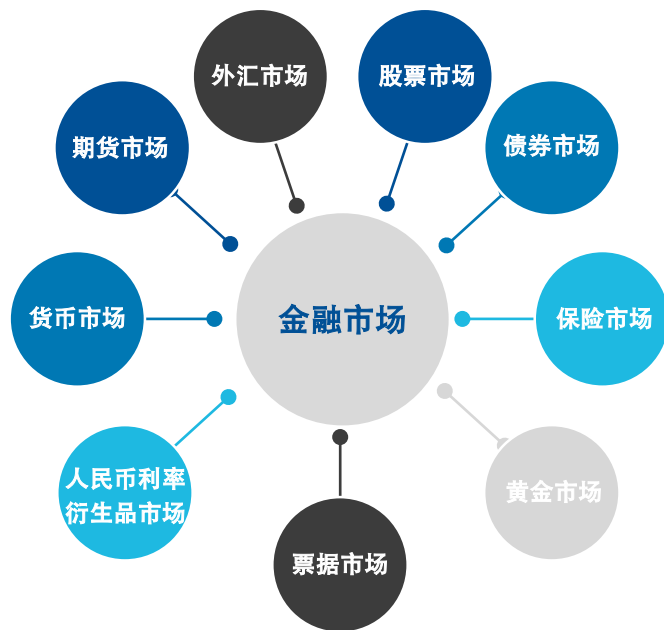 外汇市场
股票市场
期货市场
债券市场
货币市场
金融市场
保险市场
人民币利率
衍生品市场
黄金市场
票据市场